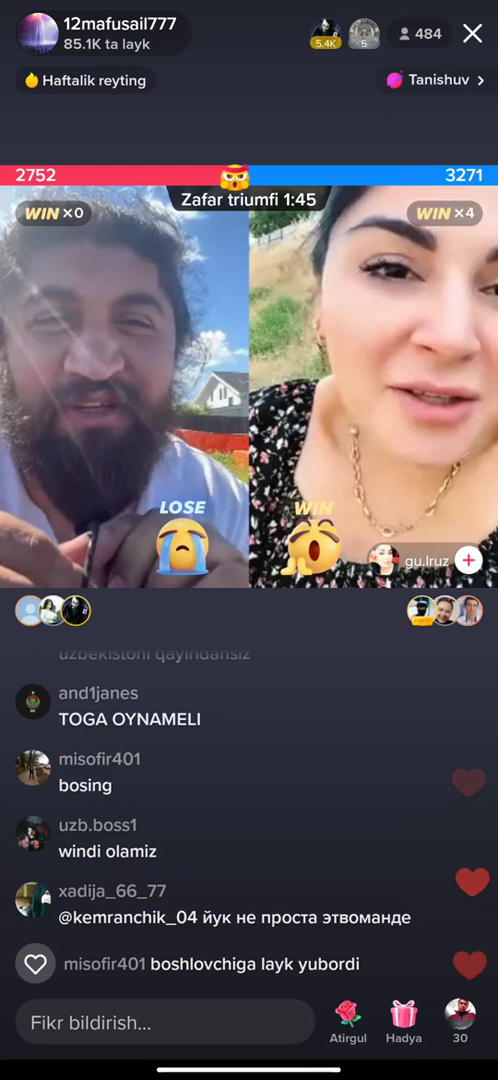 12mafusail777
85.1K ta layk
5.4K
5
484
Haftalik reyting
Tanishuv
2752
3271
WIN ×0
Zafar triumfi 1:45
WIN ×4
LOSE
WIN
gu.lruz
uzbekistoni qayiridansiz
and1janes
TOGA OYNAMELI
misofir401
bosing
uzb.boss1
windi olamiz
xadija_66_77
@kemranchik_04 йук не проста этвоманде
misofir401 boshlovchiga layk yubordi
Fikr bildirish...
Atirgul
Hadya
30